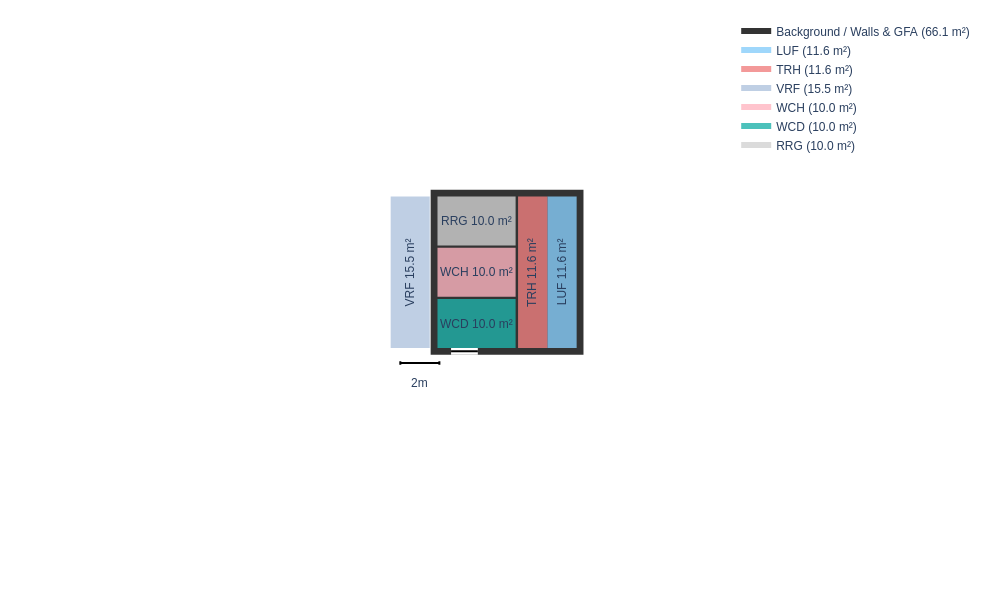 Background / Walls & GFA (66.1 m²)
LUF (11.6 m²)
TRH (11.6 m²)
VRF (15.5 m²)
WCH (10.0 m²)
WCD (10.0 m²)
RRG (10.0 m²)
RRG 10.0 m²
WCH 10.0 m²
WCD 10.0 m²
VRF 15.5 m²
TRH 11.6 m²
LUF 11.6 m²
2m